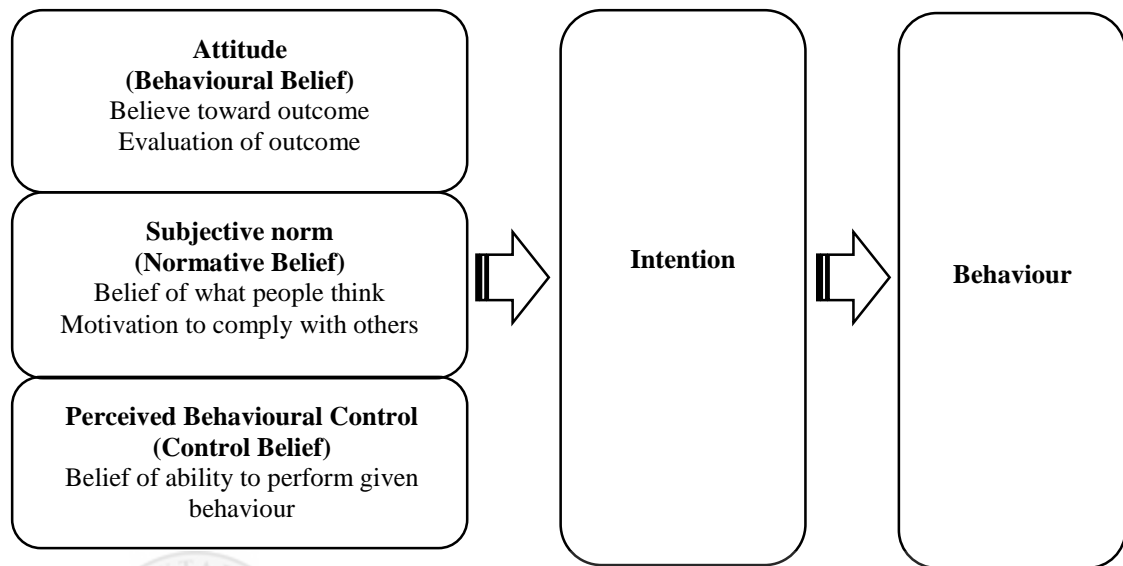 Attitude
(Behavioural Belief)
Believe toward outcome
Evaluation of outcome
Subjective norm
(Normative Belief)
Belief of what people think
Motivation to comply with others
Perceived Behavioural Control
(Control Belief)
Belief of ability to perform given
behaviour
Intention
Behaviour